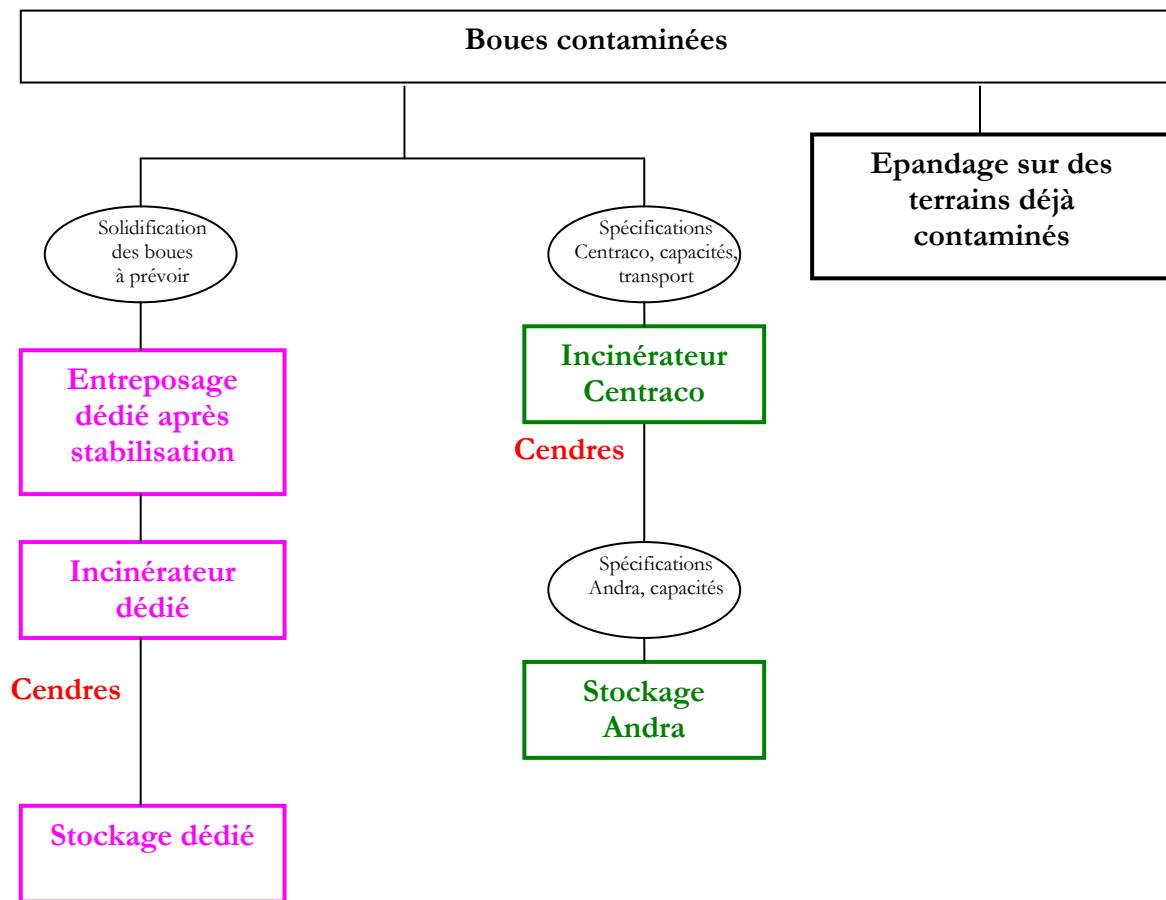 Boues contaminées
Epandage sur des
terrains déjà
contaminés
Solidification
des boues
à prévoir
Spécifications
Centraco, capacités,
transport
Entreposage
dédié après
stabilisation
Incinérateur
Centraco
Cendres
Incinérateur
dédié
Spécifications
Andra, capacités
Cendres
Stockage
Andra
Stockage dédié